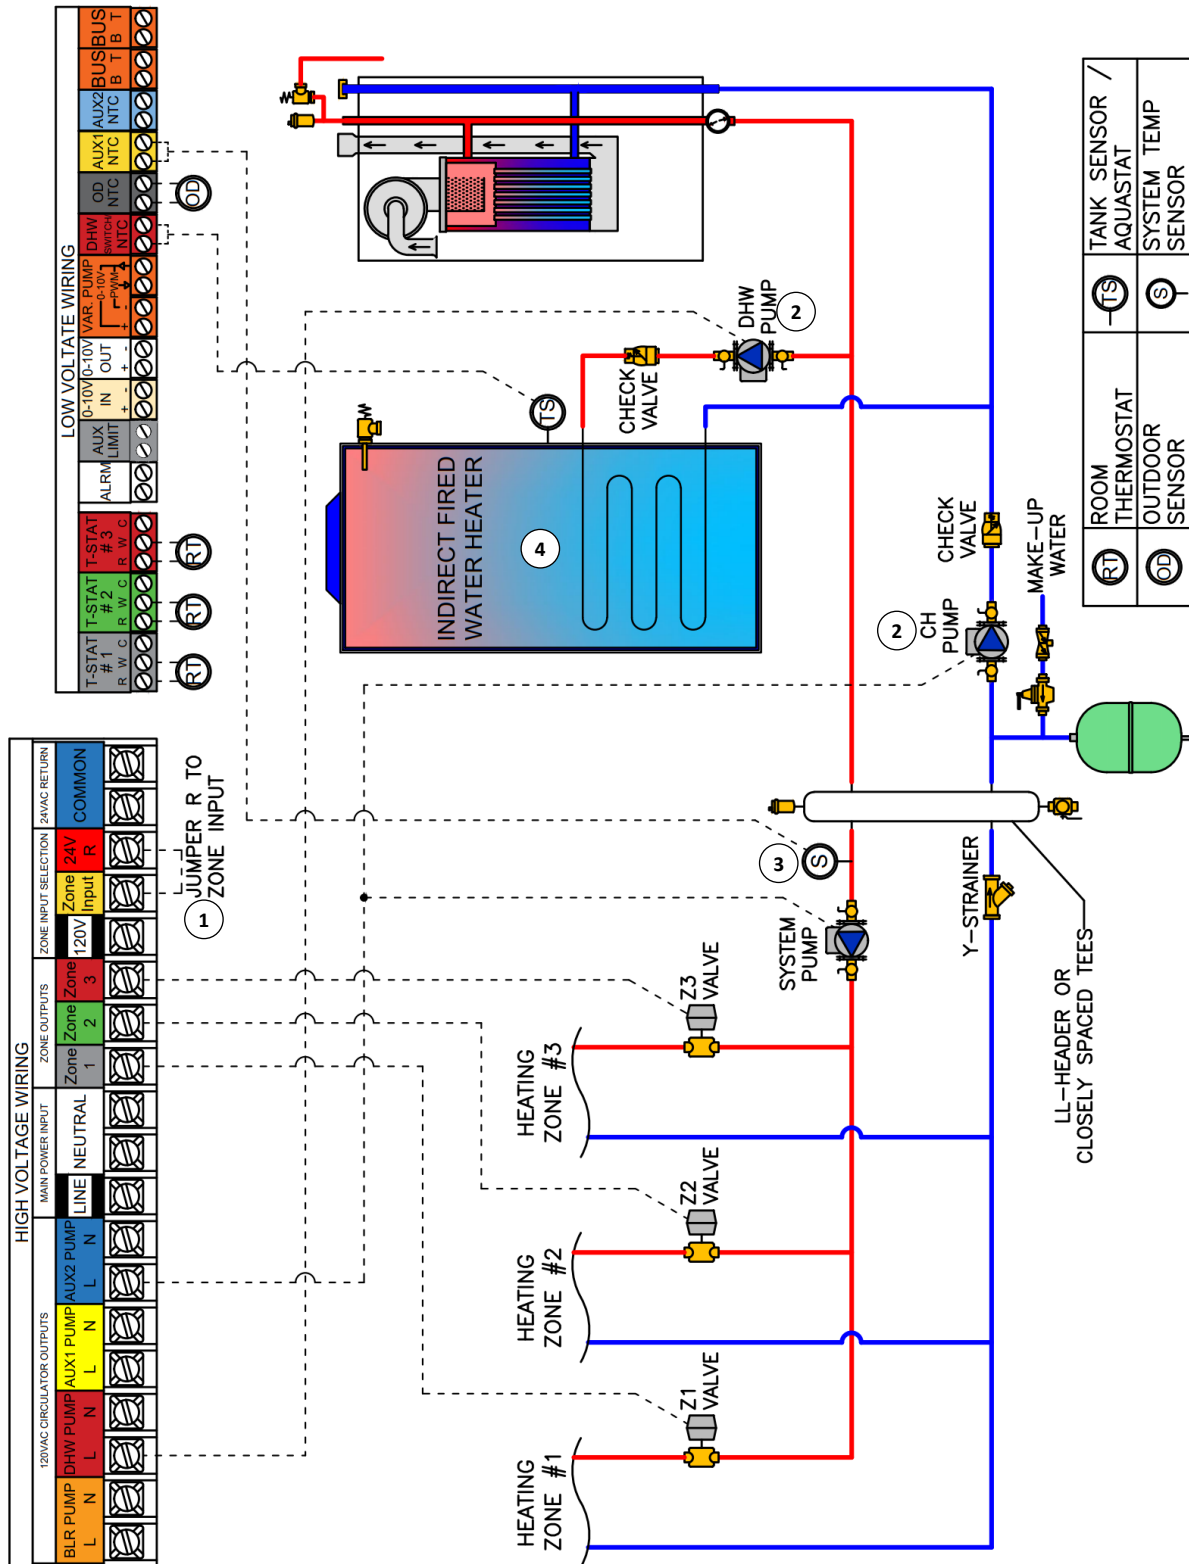 HIGH VOLTAGE WIRING
120VAC CIRCULATOR OUTPUTS
MAIN POWER INPUT
ZONE OUTPUTS
ZONE INPUT SELECTION
24VAC RETURN
BLR PUMP
L N
DHW PUMP
L N
AUX1 PUMP
L N
AUX2 PUMP
L N
LINE
NEUTRAL
Zone
1
Zone
2
Zone
3
120V
Zone
Input
24V
R
COMMON
1
JUMPER R TO
ZONE INPUT
LOW VOLTATE WIRING
T-STAT
# 1
R W C
T-STAT
# 2
R W C
T-STAT
# 3
R W C
ALRM
AUX
LIMIT
0-10V
IN
+ -
0-10V
OUT
+ -
VAR. PUMP
0-10V
PWM
+ -
DHW
SWITCH/
NTC
OD
NTC
AUX1
NTC
AUX2
NTC
BUS
B T
BUS
B T
RT
RT
RT
OD
INDIRECT FIRED
WATER HEATER
4
TS
CHECK
VALVE
DHW
PUMP
2
2
CH
PUMP
CHECK
VALVE
MAKE-UP
WATER
3
S
SYSTEM
PUMP
Y-STRAINER
LL-HEADER OR
CLOSELY SPACED TEES
Z1
VALVE
Z2
VALVE
Z3
VALVE
HEATING
ZONE #1
HEATING
ZONE #2
HEATING
ZONE #3
RT
ROOM
THERMOSTAT
TS
TANK SENSOR /
AQUASTAT
OD
OUTDOOR
SENSOR
S
SYSTEM TEMP
SENSOR